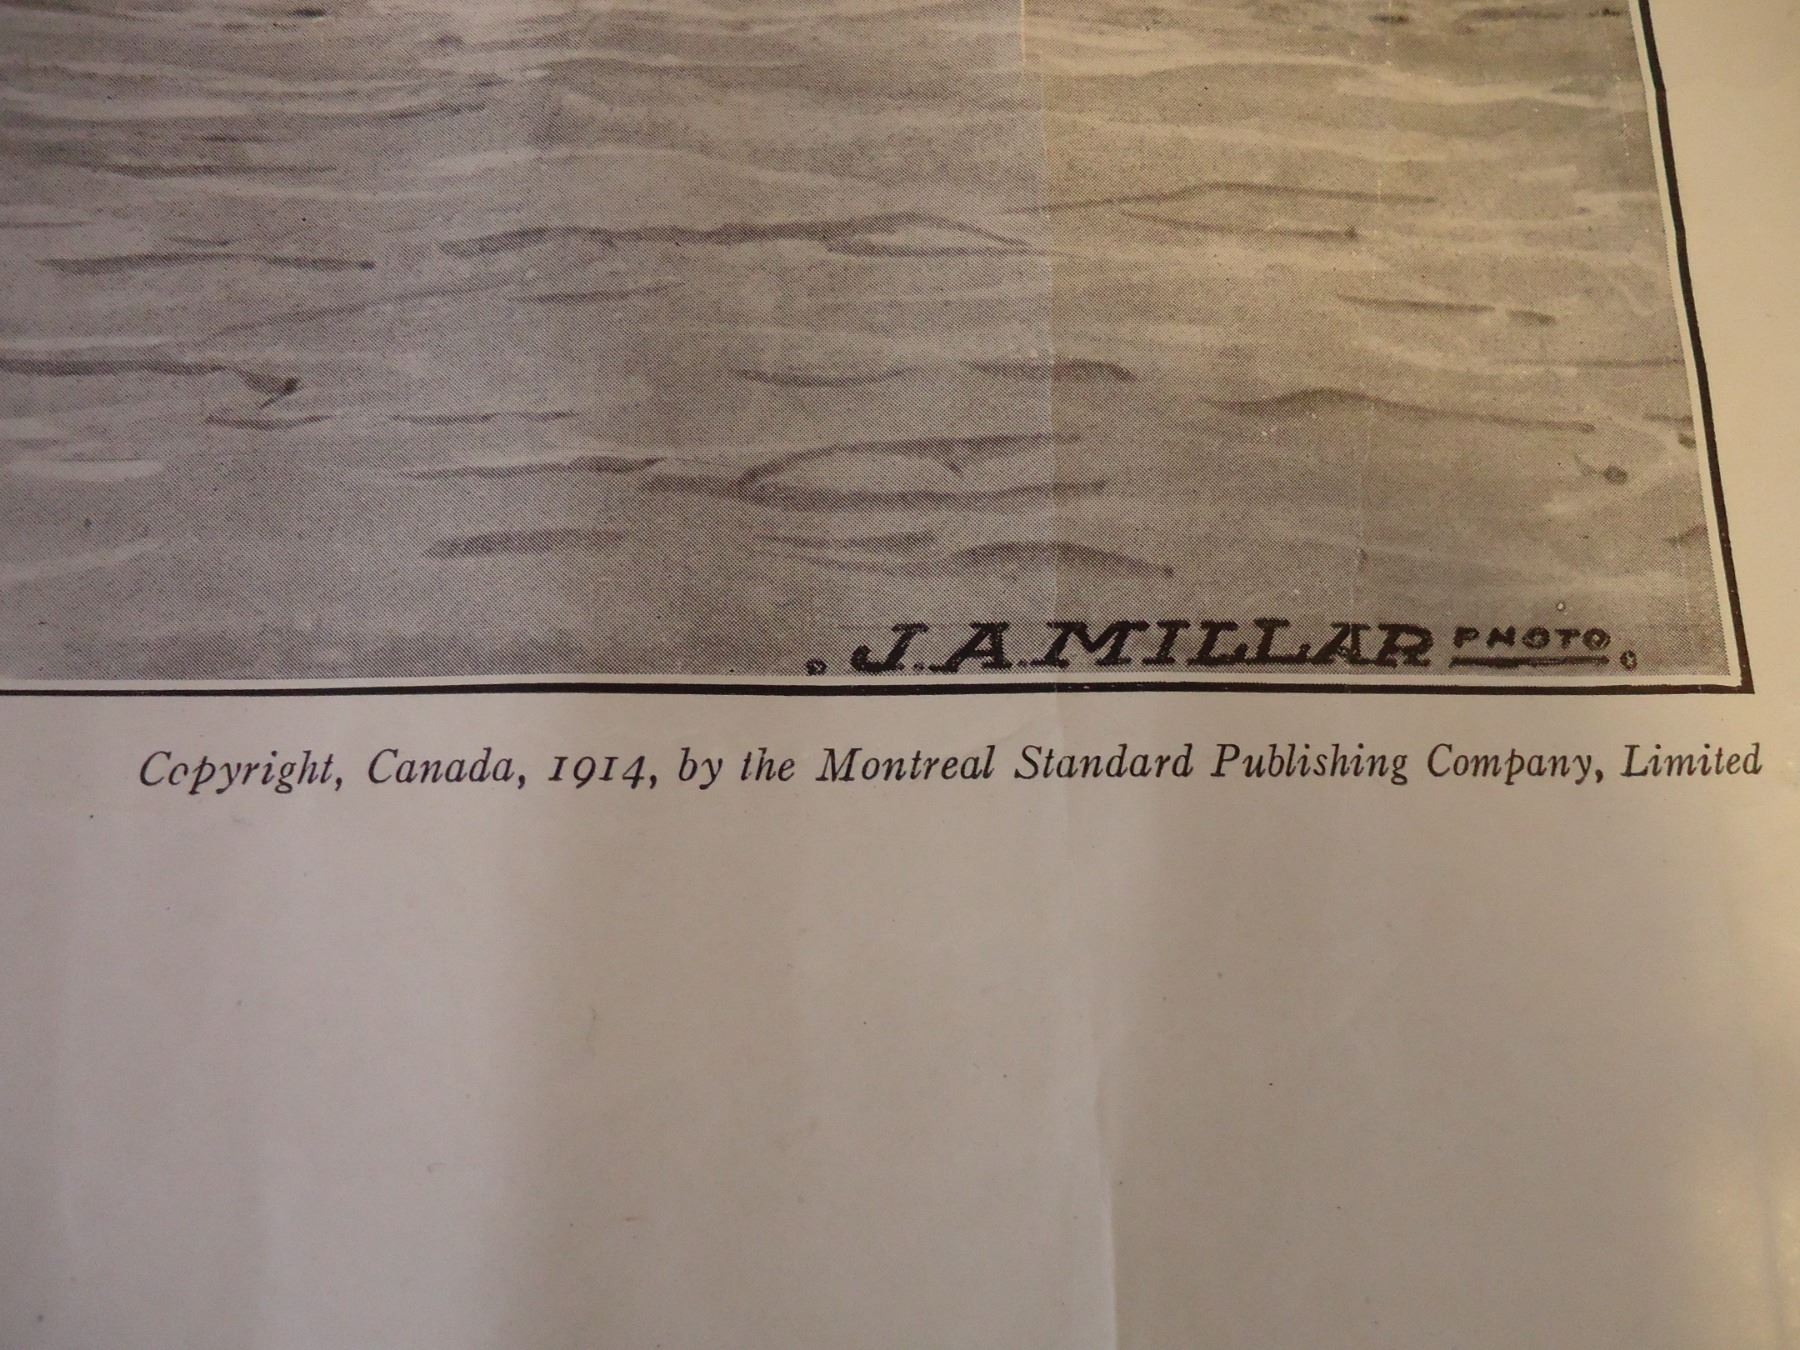 . J. A. MILLAR PHOTO.
Copyright, Canada, 1914, by the Montreal Standard Publishing Company, Limited